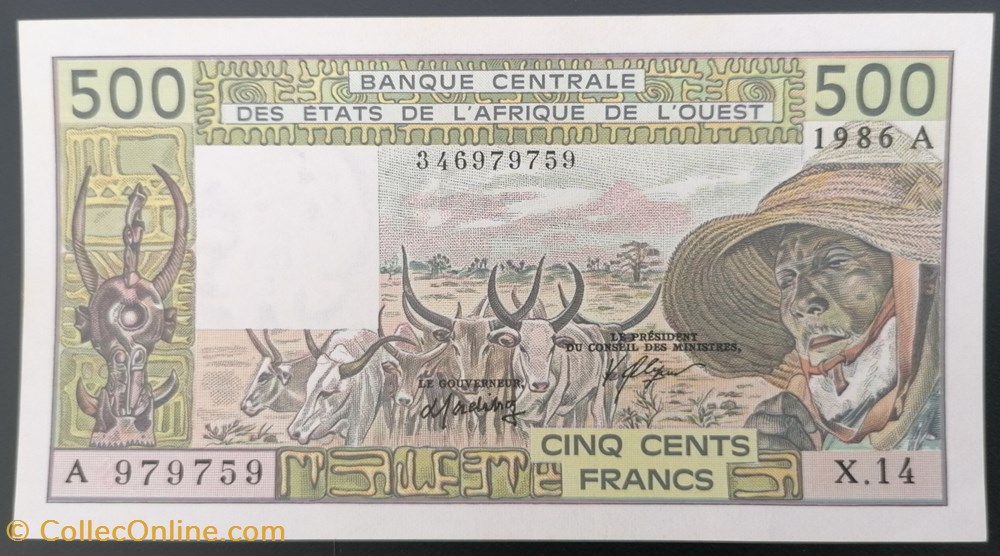 500
BANQUE CENTRALE
DES ÉTATS DE L'AFRIQUE DE L'OUEST
500
1986 A
346979759
LE PRÉSIDENT
DU CONSEIL DES MINISTRES,
LE GOUVERNEUR,
CINQ CENTS
FRANCS
A 979759
X.14
© CollecOnline.com